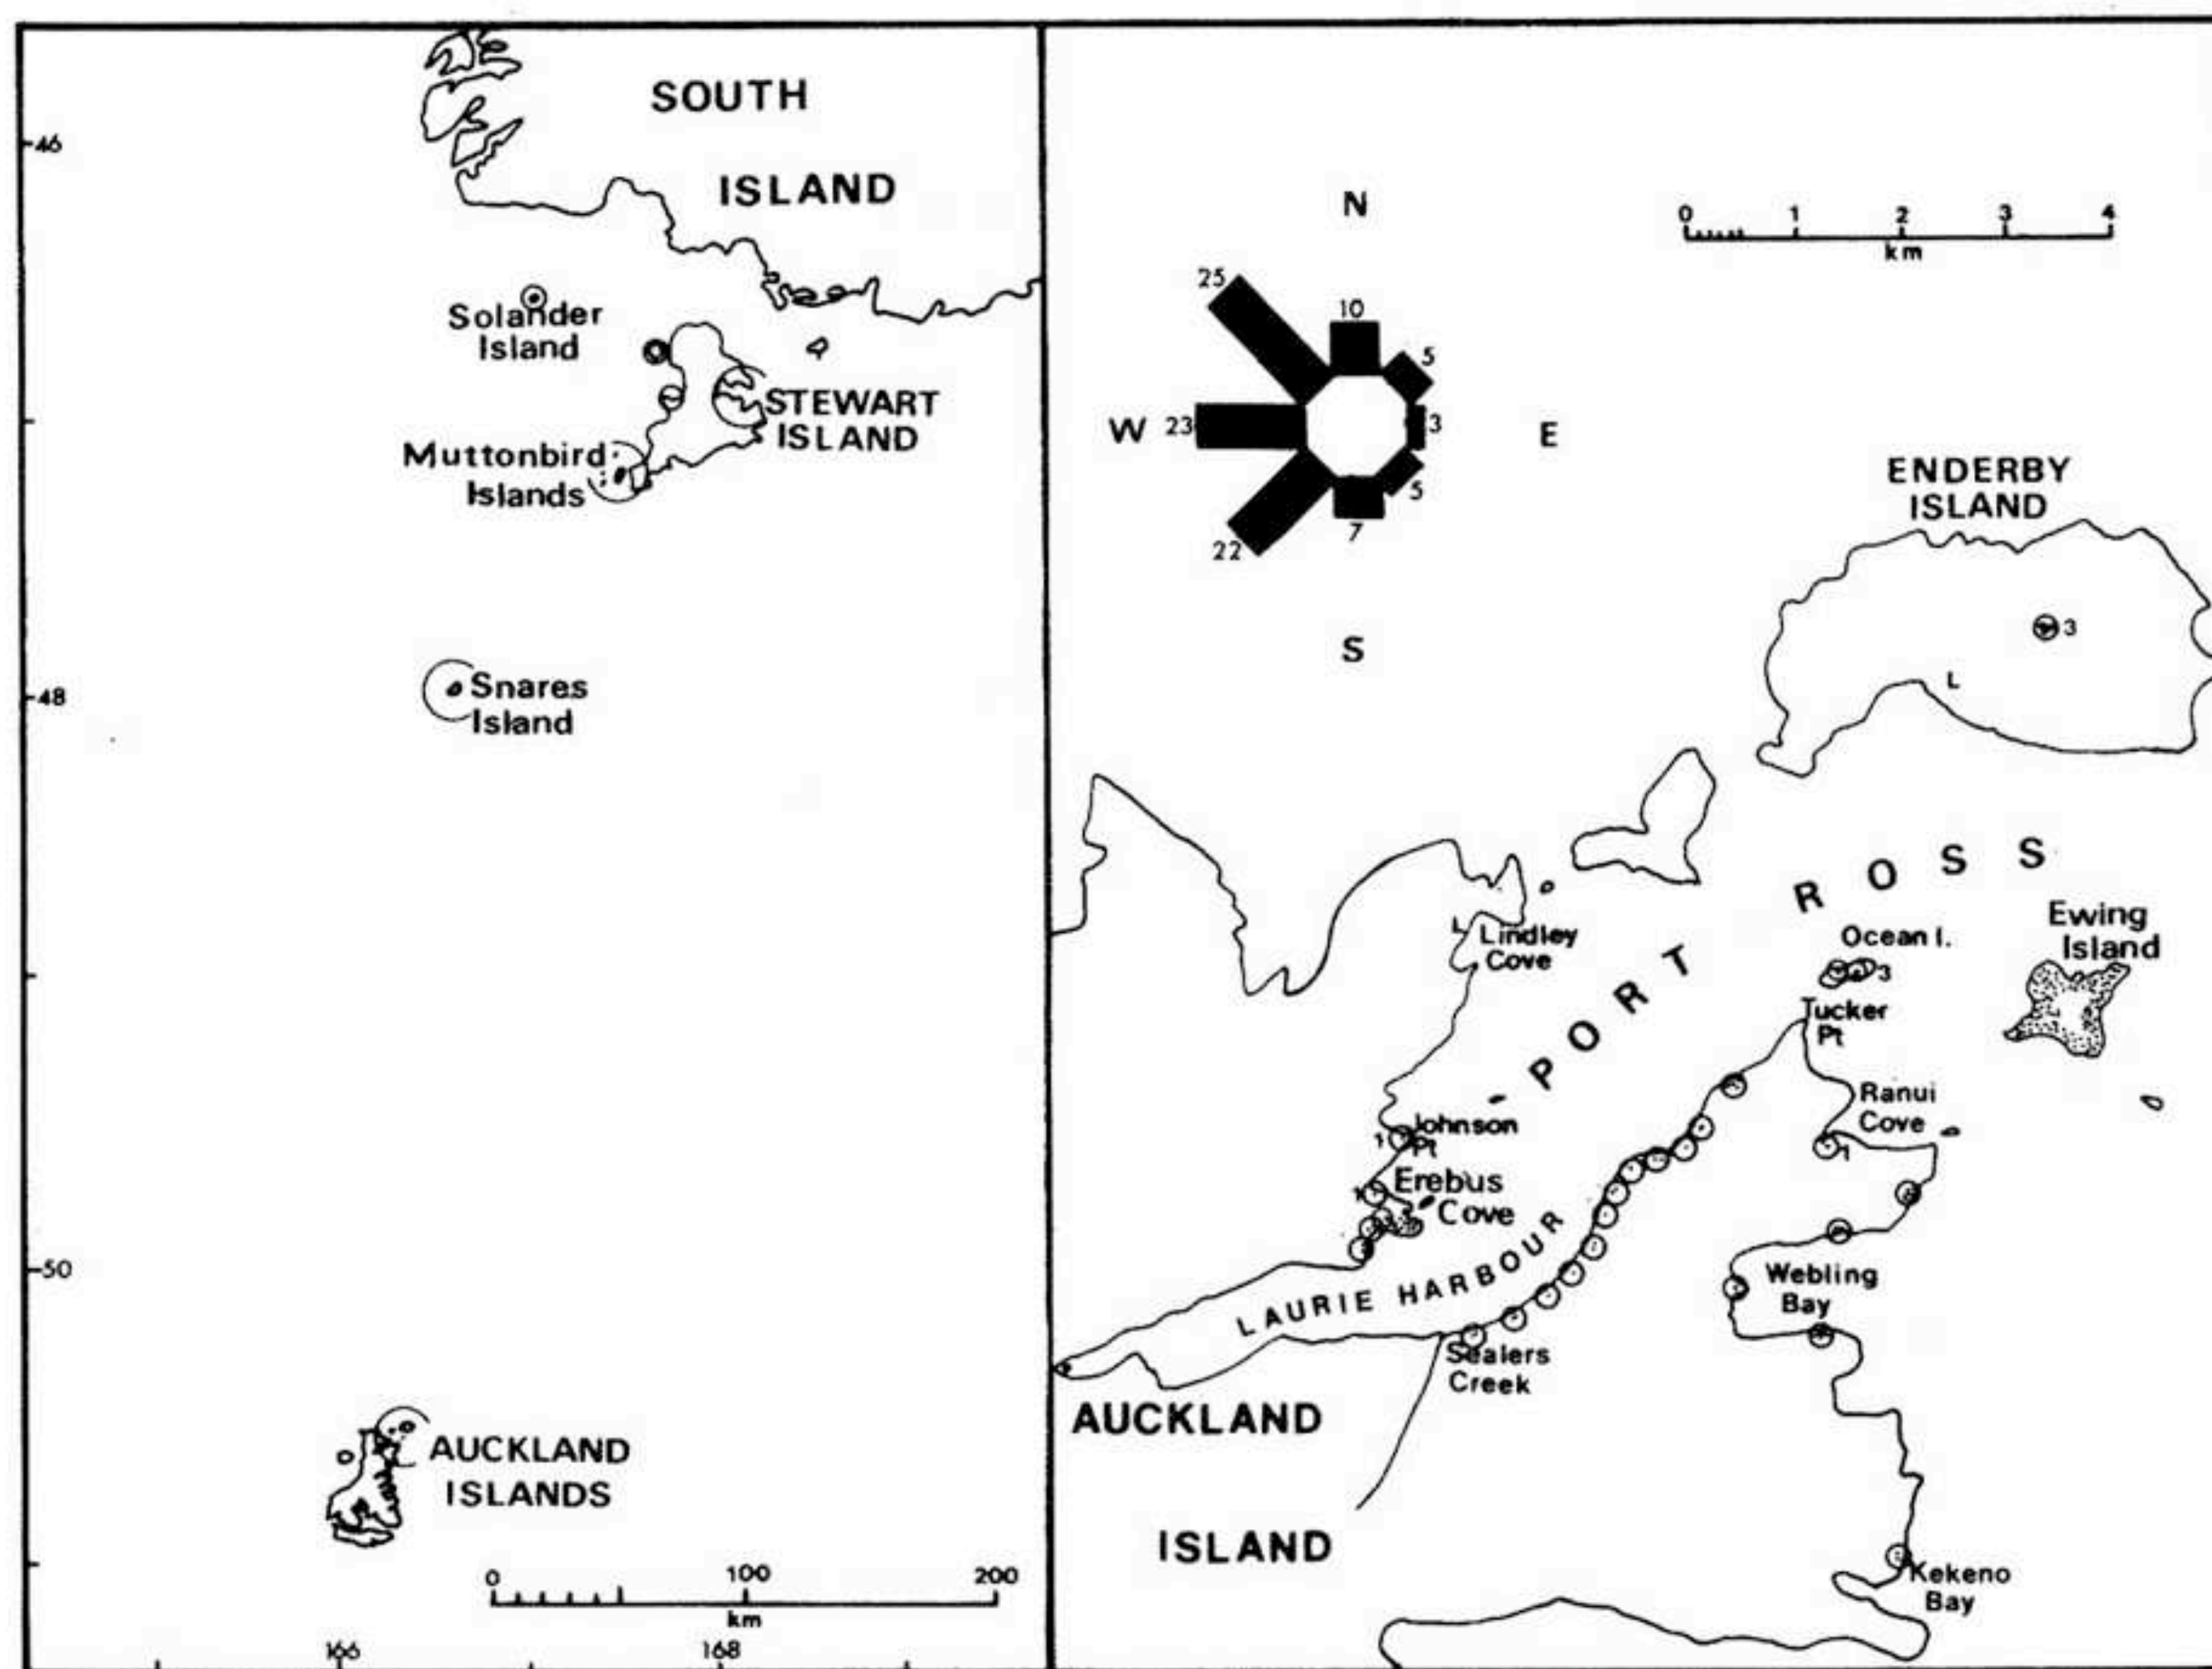 SOUTH
ISLAND
46
Solander
Island
STEWART
ISLAND
Muttonbird
Islands
48
Snares
Island
50
AUCKLAND
ISLANDS
0 100 200
km
166 168
N
0 1 2 3 4
km
25
10
5
W 23
3 E
5
22
7
S
ENDERBY
ISLAND
3
L
PORT ROSS
L Lindley
Cove
Ocean I.
3
Ewing
Island
Tucker
Pt
Ranui
Cove
1
1 Johnson
Pt
1 Erebus
Cove
LAURIE HARBOUR
Webling
Bay
Sealers
Creek
AUCKLAND
ISLAND
Kekeno
Bay